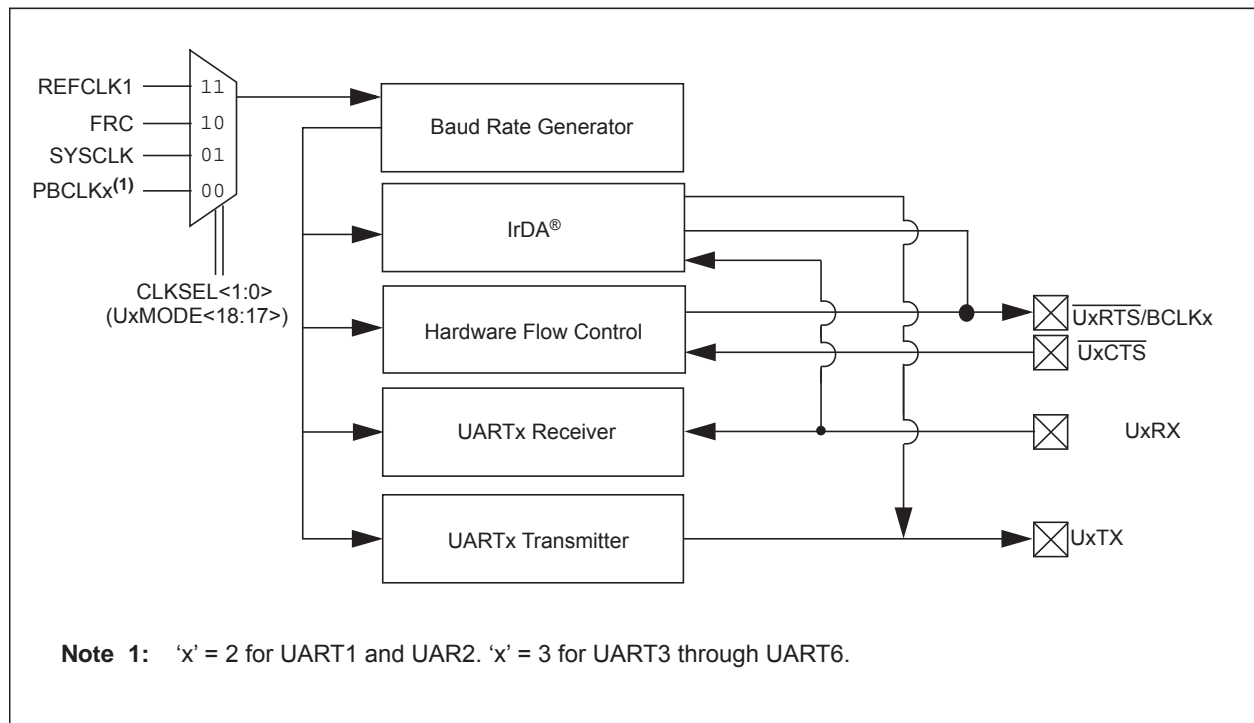 REFCLK1
11
FRC
10
SYSCLK
01
PBCLKx(1)
00
CLKSEL<1:0>
(UxMODE<18:17>)
Baud Rate Generator
IrDA®
Hardware Flow Control
UARTx Receiver
UARTx Transmitter
UxRTS/BCLKx
UxCTS
UxRX
UxTX
Note 1: ‘x’ = 2 for UART1 and UAR2. ‘x’ = 3 for UART3 through UART6.